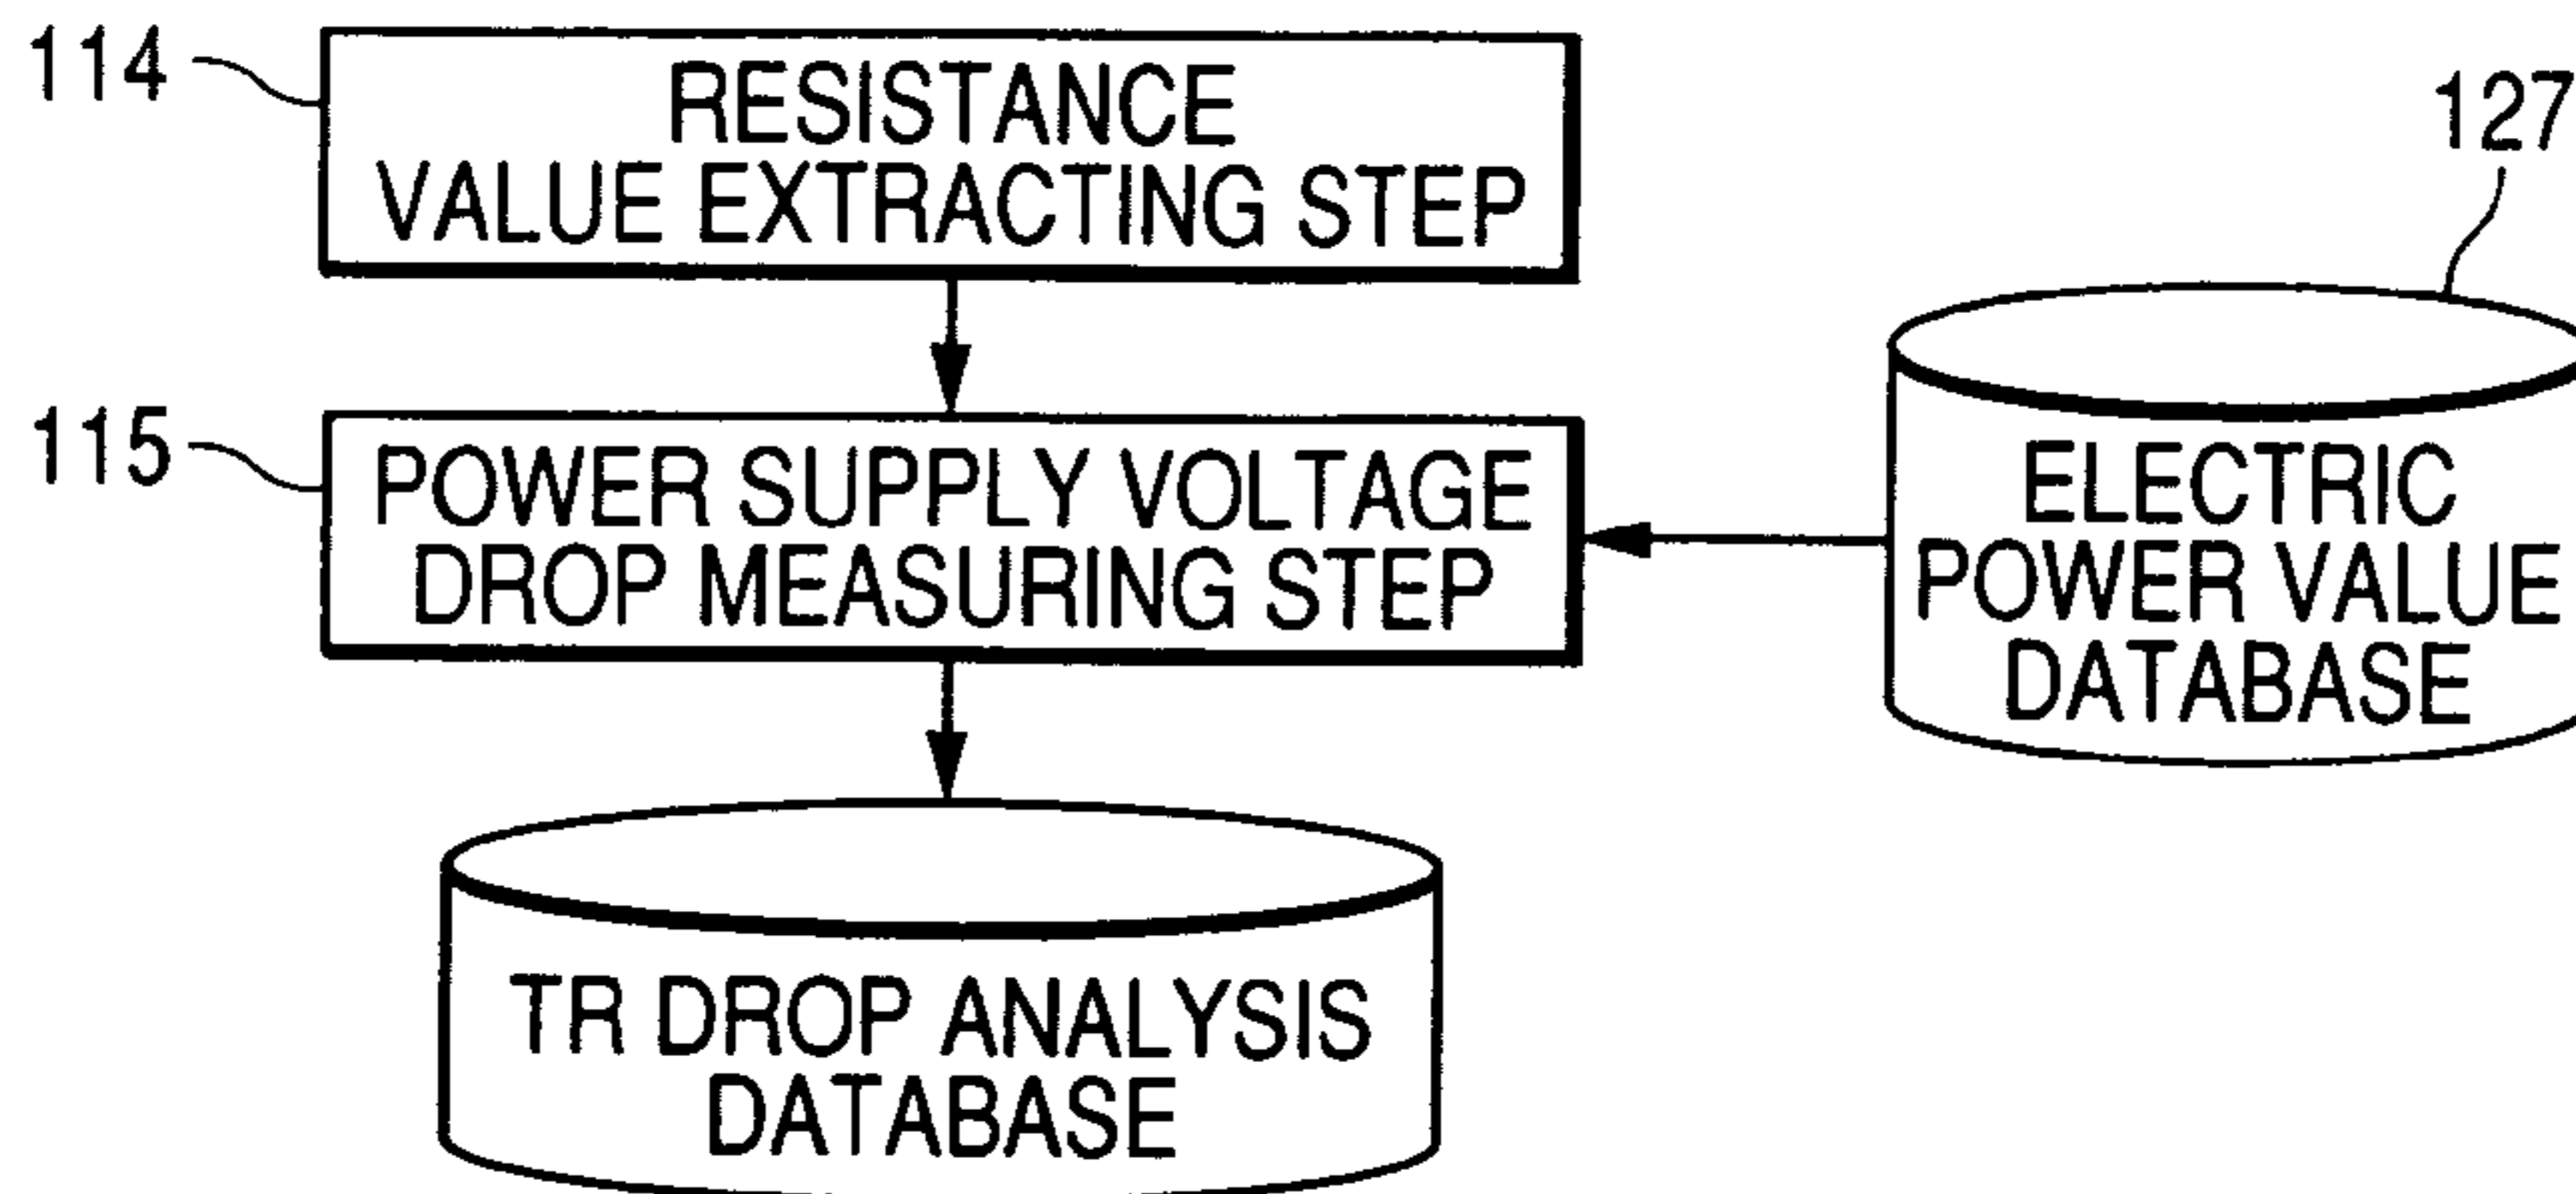 114
RESISTANCE
VALUE EXTRACTING STEP
127
115
POWER SUPPLY VOLTAGE
DROP MEASURING STEP
ELECTRIC
POWER VALUE
DATABASE
TR DROP ANALYSIS
DATABASE